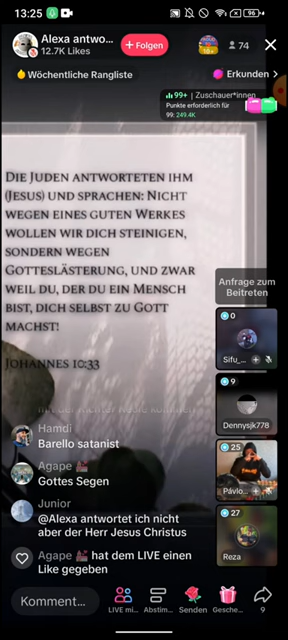 13:25
96
Alexa antwo...
12.7K Likes
+ Folgen
10+
74
Wöchentliche Rangliste
Erkunden >
99+ | Zuschauer*innen
Punkte erforderlich für
99: 249.4K
Die Juden antworteten ihm
(Jesus) und sprachen: Nicht
wegen eines guten Werkes
wollen wir dich steinigen,
sondern wegen
Gotteslästerung, und zwar
weil du, der du ein Mensch
bist, dich selbst zu Gott
machst!
Johannes 10:33
Anfrage zum
Beitreten
0
Sifu_...
9
Dennysjk778
25
Pávlo...
27
Reza
Hamdi
Barello satanist
Agape
Gottes Segen
Junior
@Alexa antwortet ich nicht
aber der Herr Jesus Christus
Agape hat dem LIVE einen
Like gegeben
Komment...
LIVE mi...
Abstim...
Senden
Gesche...
9